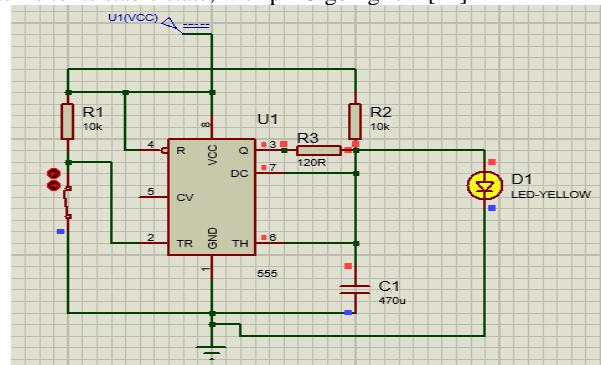 U1(VCC)
R1
10k
U1
R2
10k
R3
120R
4
R
VCC
8
Q
3
DC
7
5
CV
2
TR
GND
1
TH
6
555
D1
LED-YELLOW
C1
470u